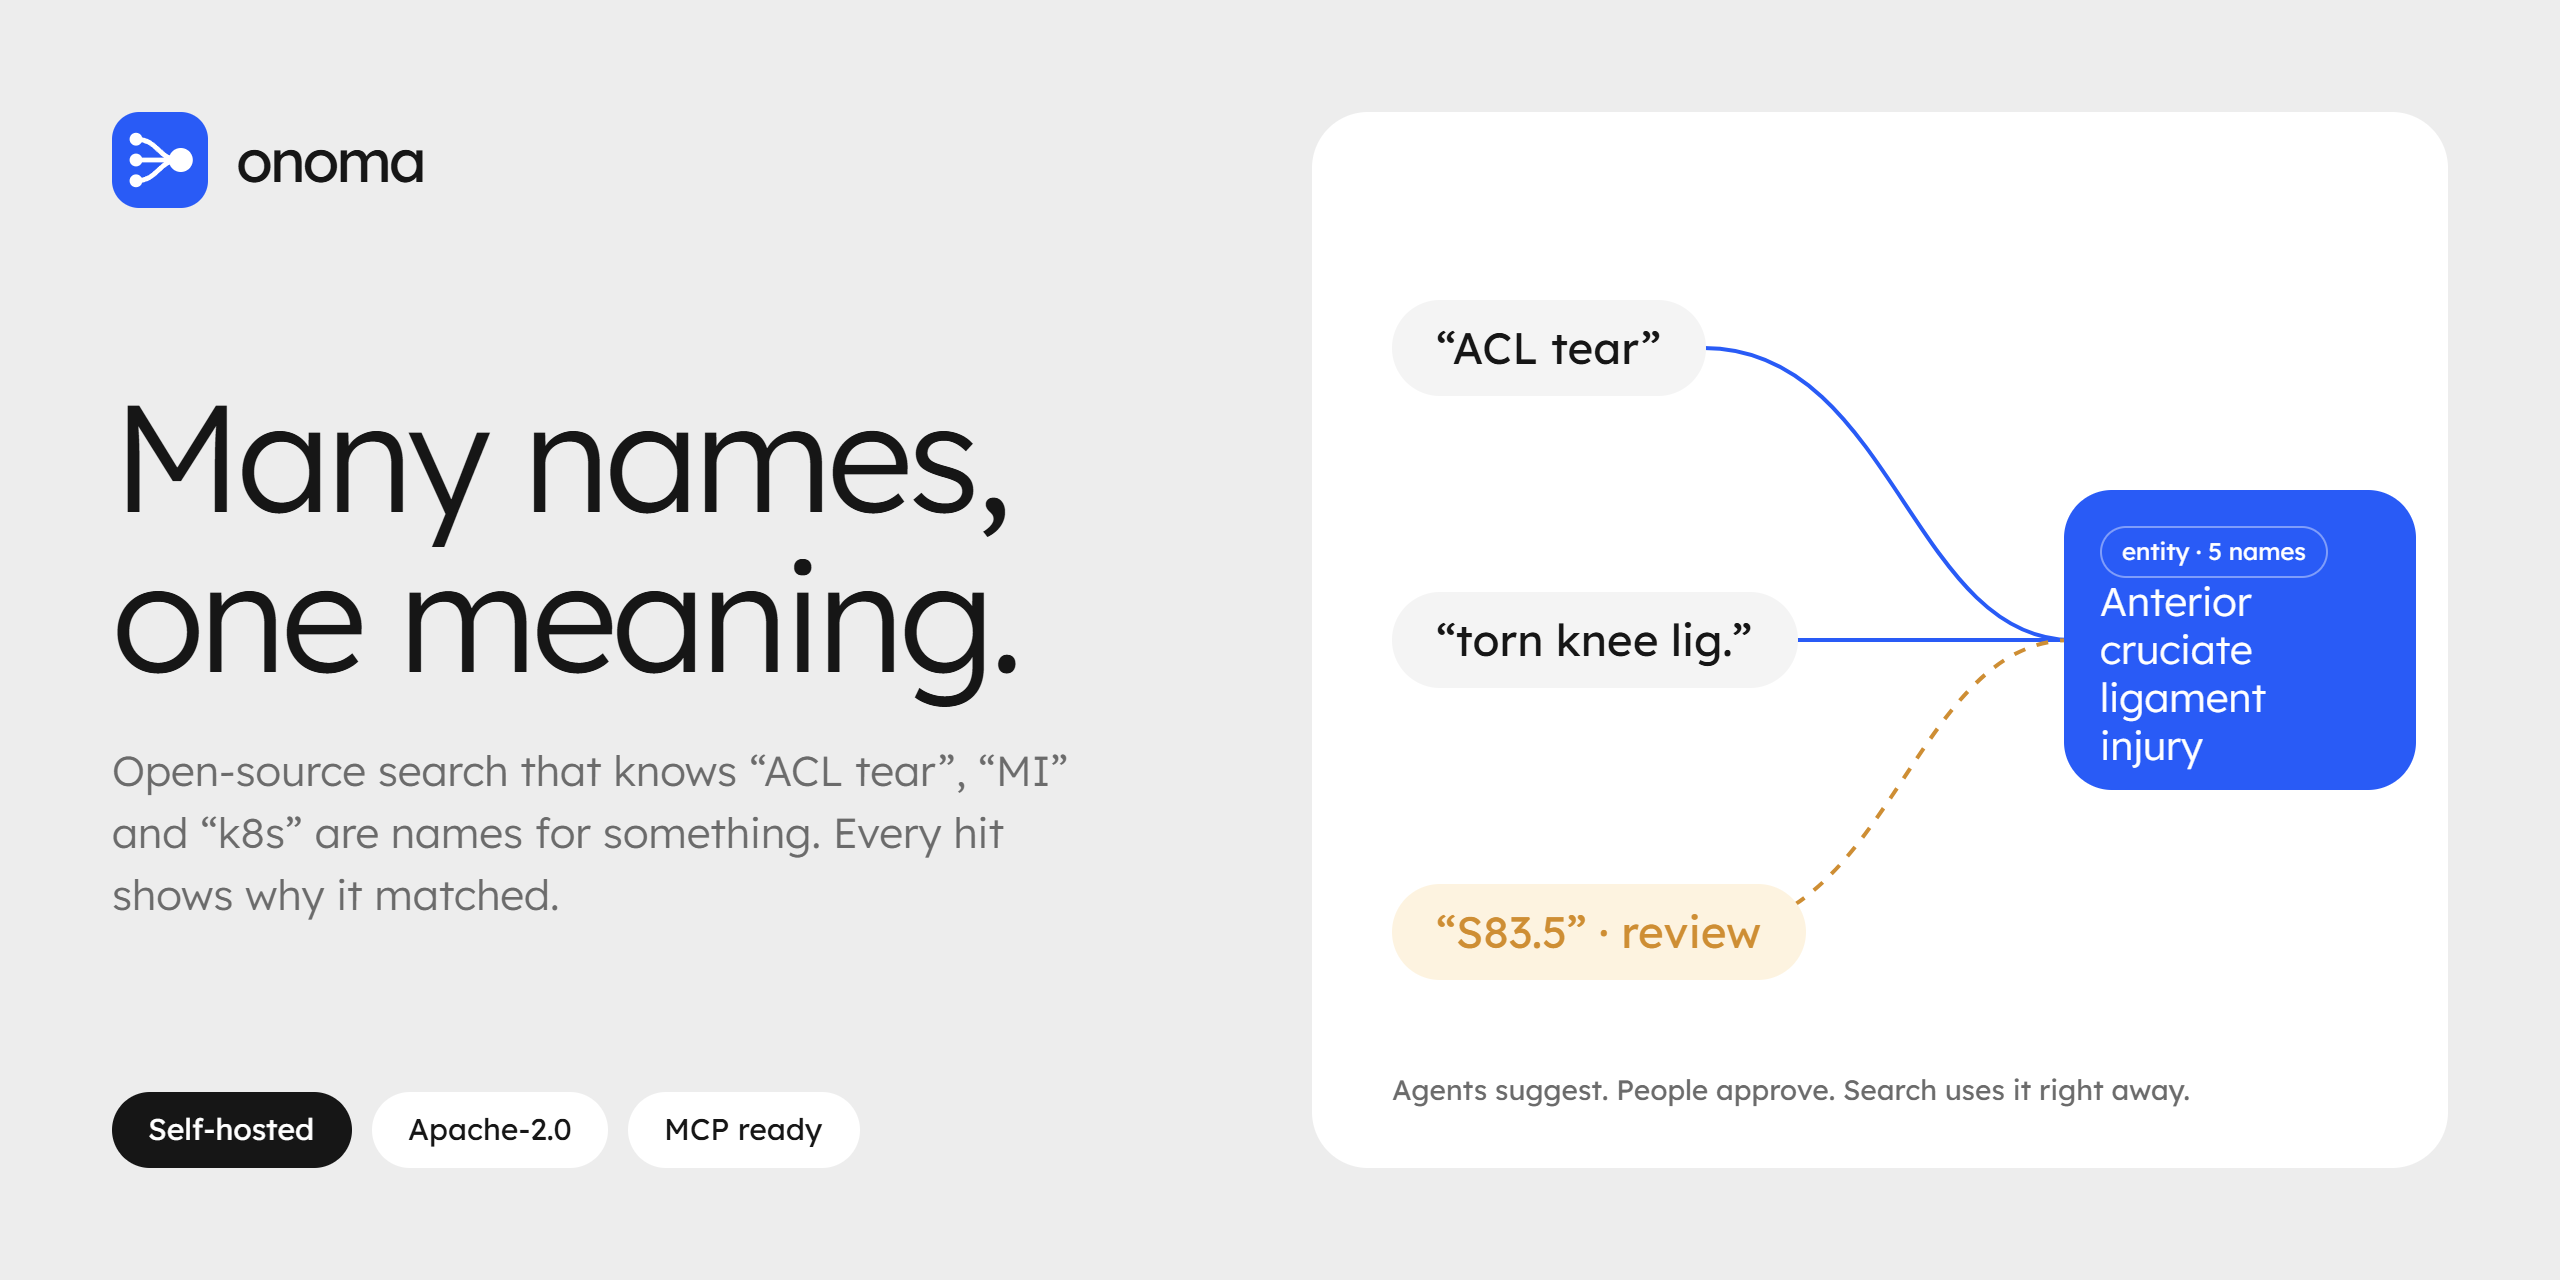 onoma
Many names,
one meaning.
Open-source search that knows “ACL tear”, “MI”
and “k8s” are names for something. Every hit
shows why it matched.
Self-hosted
Apache-2.0
MCP ready
“ACL tear”
“torn knee lig.”
“S83.5” · review
entity · 5 names
Anterior
cruciate
ligament
injury
Agents suggest. People approve. Search uses it right away.